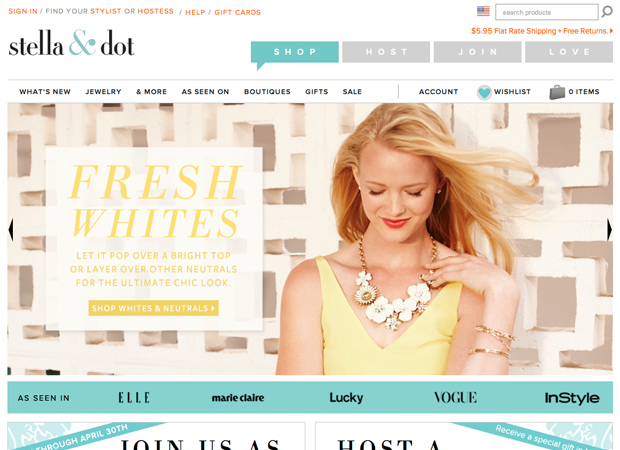 SIGN IN / FIND YOUR STYLIST OR HOSTESS / HELP / GIFT CARDS
search products
$5.95 Flat Rate Shipping + Free Returns.
stella & dot
SHOP HOST JOIN LOVE
WHAT'S NEW JEWELRY & MORE AS SEEN ON BOUTIQUES GIFTS SALE ACCOUNT WISHLIST 0 ITEMS
FRESH
WHITES
LET IT POP OVER A BRIGHT TOP
OR LAYER OVER OTHER NEUTRALS
FOR THE ULTIMATE CHIC LOOK.
SHOP WHITES & NEUTRALS
AS SEEN IN ELLE marie claire Lucky VOGUE InStyle
THROUGH APRIL 30TH
JOIN US AS
HOST A
Receive a special gift in